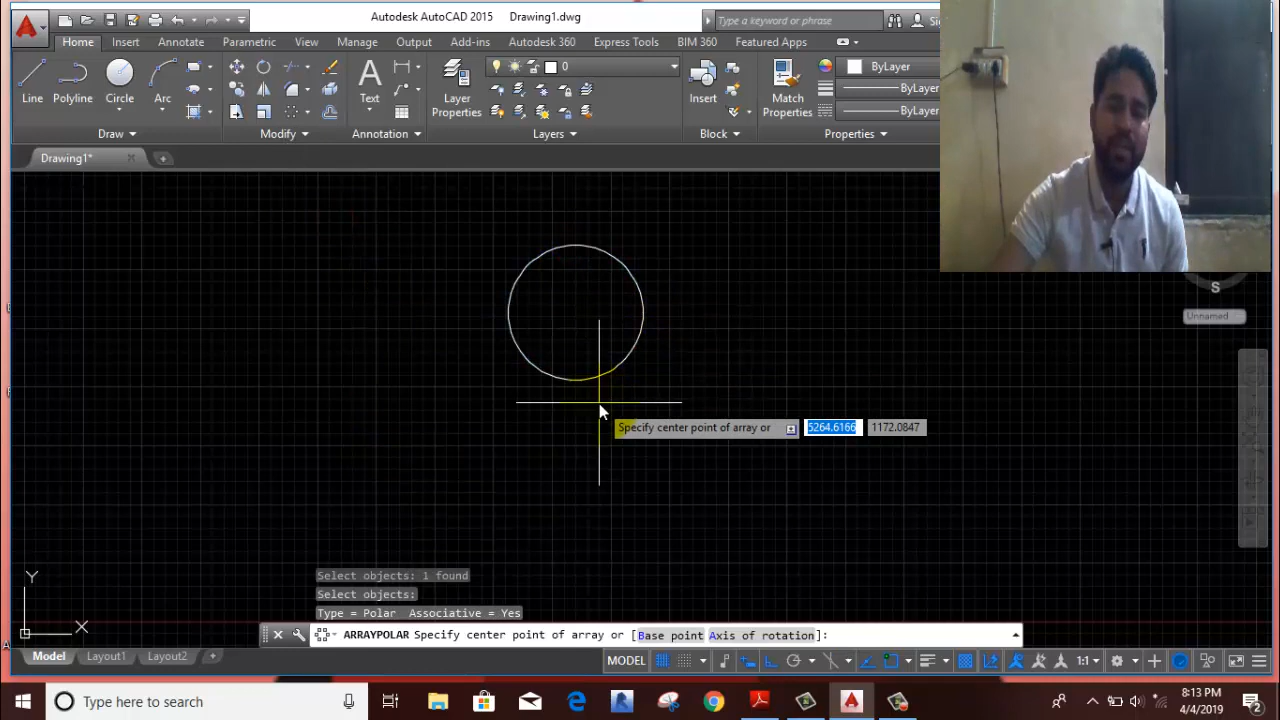 Autodesk AutoCAD 2015 Drawing1.dwg
Type a keyword or phrase
Home Insert Annotate Parametric View Manage Output Add-ins Autodesk 360 Express Tools BIM 360 Featured Apps
0
ByLayer
ByLayer
ByLayer
Line Polyline Circle Arc
Text
Layer Properties
Insert
Match Properties
Draw Modify Annotation Layers Block Properties
Drawing1*
S
Unnamed
Specify center point of array or 5264.6166 1172.0847
Select objects: 1 found
Select objects:
Type = Polar Associative = Yes
Y
X
ARRAYPOLAR Specify center point of array or [Base point Axis of rotation]:
Model Layout1 Layout2 +
MODEL 1:1
Type here to search
8:13 PM
4/4/2019
2